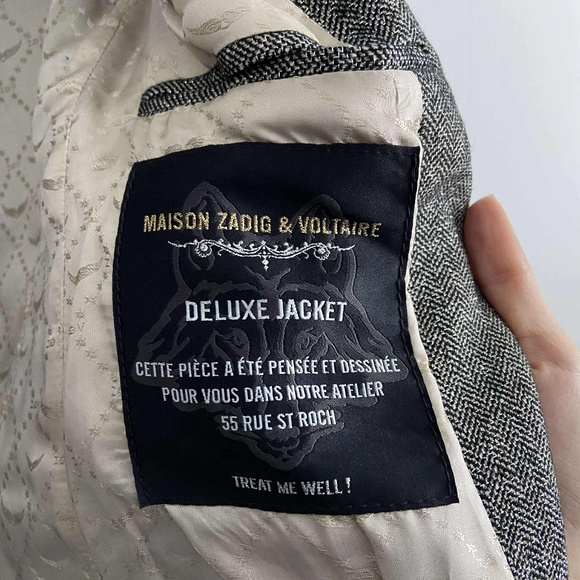 MAISON ZADIG & VOLTAIRE
DELUXE JACKET
CETTE PIÈCE A ÉTÉ PENSÉE ET DESSINÉE
POUR VOUS DANS NOTRE ATELIER
55 RUE ST ROCH
TREAT ME WELL!